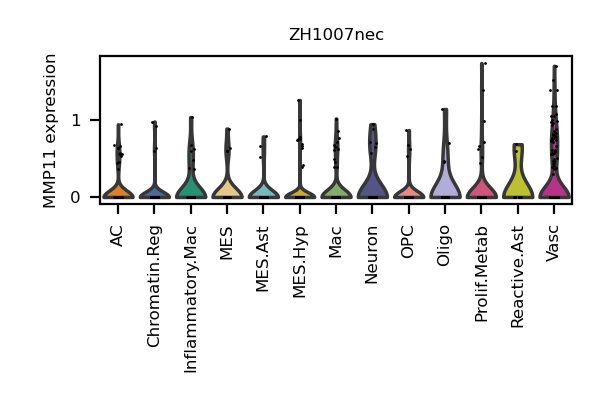 ZH1007nec
MMP11 expression
1
0
AC
Chromatin.Reg
Inflammatory.Mac
MES
MES.Ast
MES.Hyp
Mac
Neuron
OPC
Oligo
Prolif.Metab
Reactive.Ast
Vasc